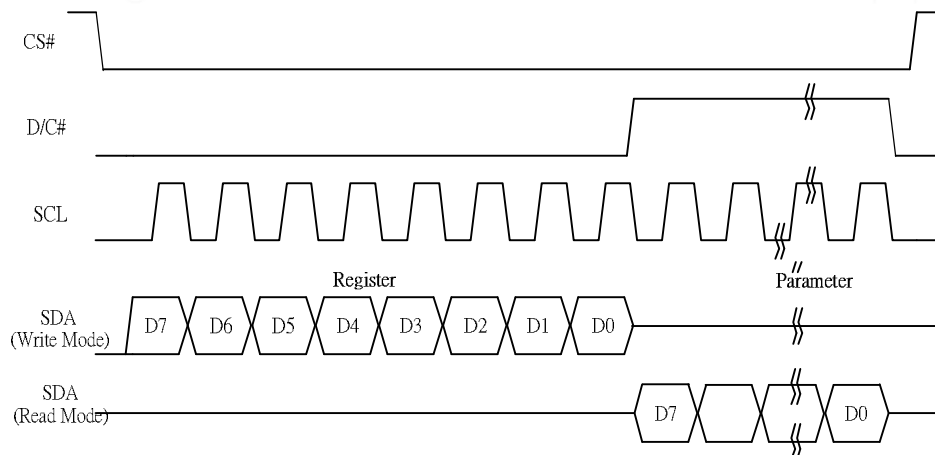 CS#
D/C#
SCL
Register
Parameter
SDA
(Write Mode)
D7 D6 D5 D4 D3 D2 D1 D0
SDA
(Read Mode)
D7 D0